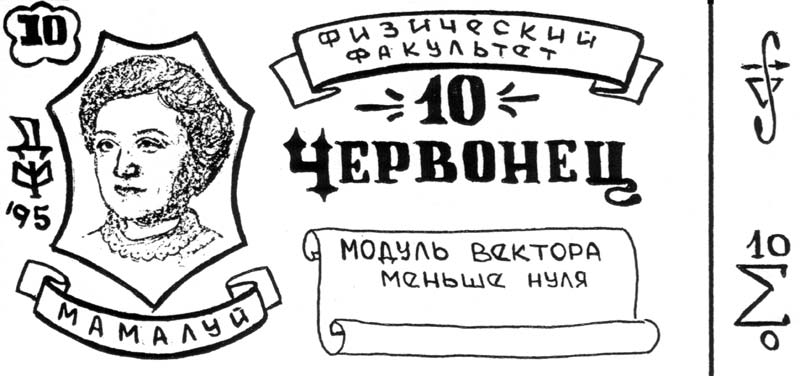 10
ДФ
'95
МАМАЛУЙ
ФИЗИЧЕСКИЙ
ФАКУЛЬТЕТ
10
ЧЕРВОНЕЦ
МОДУЛЬ ВЕКТОРА
МЕНЬШЕ НУЛЯ
10
∑
0